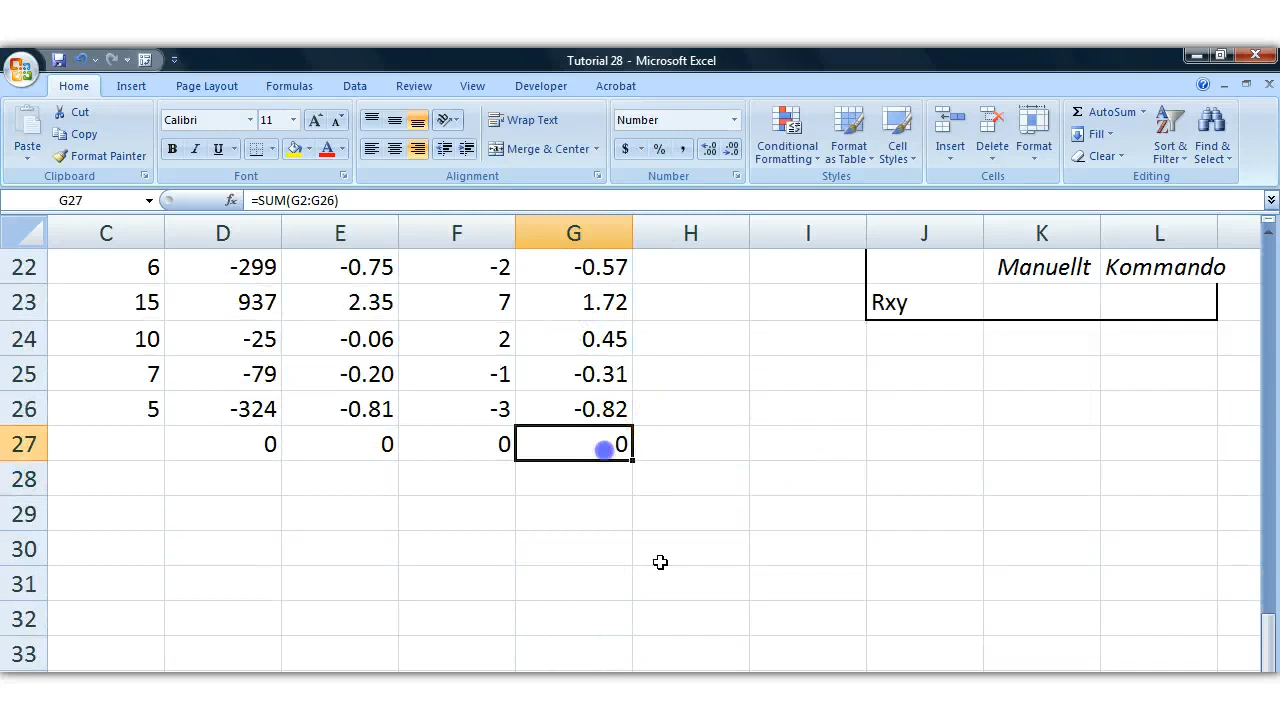 Tutorial 28 - Microsoft Excel
Home Insert Page Layout Formulas Data Review View Developer Acrobat
Paste
Cut
Copy
Format Painter
Clipboard
Calibri 11 A A
B I U A
Font
Wrap Text
Merge & Center
Alignment
Number
$ % ,
Number
Conditional Formatting
Format as Table
Cell Styles
Styles
Insert Delete Format
Cells
Σ AutoSum
Fill
Clear
Sort & Filter
Find & Select
Editing
G27 fx =SUM(G2:G26)
C D E F G H I J K L
22 6 -299 -0.75 -2 -0.57 Manuellt Kommando
23 15 937 2.35 7 1.72 Rxy
24 10 -25 -0.06 2 0.45
25 7 -79 -0.20 -1 -0.31
26 5 -324 -0.81 -3 -0.82
27 0 0 0 0
28
29
30
31
32
33